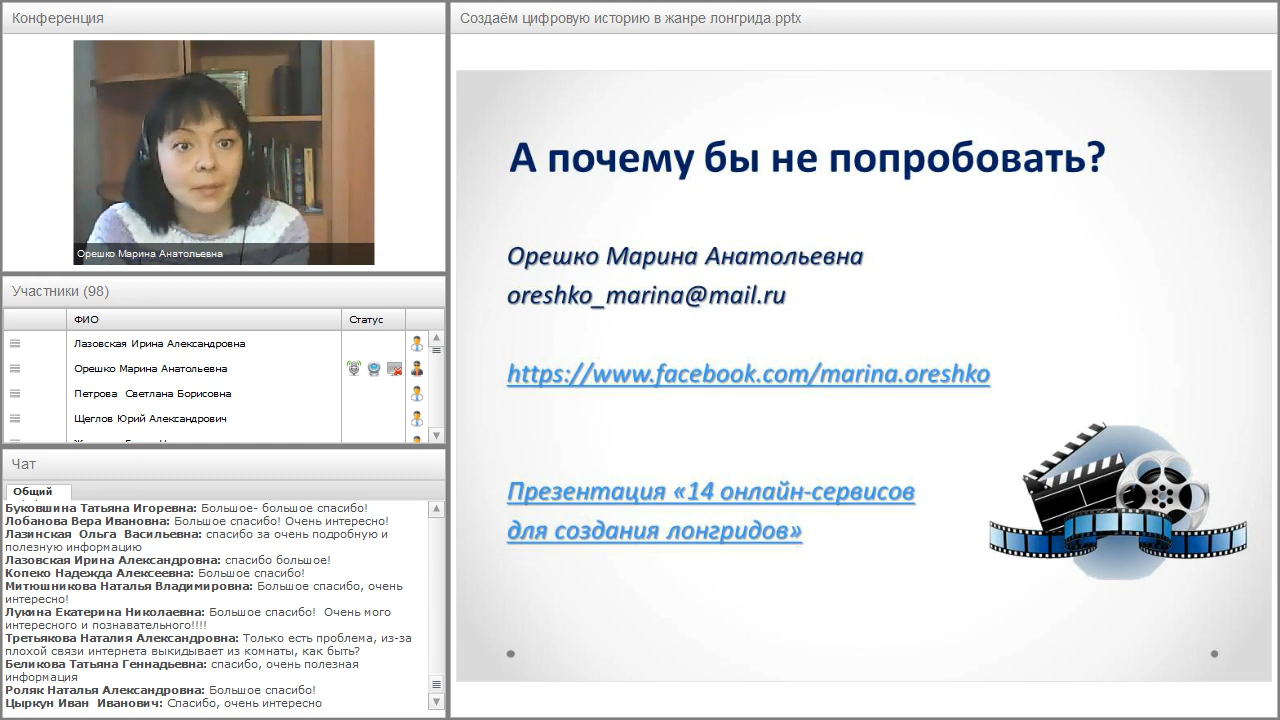 Конференция
Орешко Марина Анатольевна
Участники (98)
ФИО
Статус
Лазовская Ирина Александровна
Орешко Марина Анатольевна
Петрова Светлана Борисовна
Щеглов Юрий Александрович
Чат
Общий
Буковшина Татьяна Игоревна: Большое- большое спасибо!
Лобанова Вера Ивановна: Большое спасибо! Очень интересно!
Лазинская Ольга Васильевна: спасибо за очень подробную и
полезную информацию
Лазовская Ирина Александровна: спасибо большое!
Копеко Надежда Алексеевна: Большое спасибо!
Митюшникова Наталья Владимировна: Большое спасибо, очень
интересно!
Лукина Екатерина Николаевна: Большое спасибо! Очень мого
интересного и познавательного!!!!
Третьякова Наталия Александровна: Только есть проблема, из-за
плохой связи интернета выкидывает из комнаты, как быть?
Беликова Татьяна Геннадьевна: спасибо, очень полезная
информация
Роляк Наталья Александровна: Большое спасибо!
Цыркун Иван Иванович: Спасибо, очень интересно
Создаём цифровую историю в жанре лонгрида.pptx
А почему бы не попробовать?
Орешко Марина Анатольевна
oreshko_marina@mail.ru
https://www.facebook.com/marina.oreshko
Презентация «14 онлайн-сервисов
для создания лонгридов»